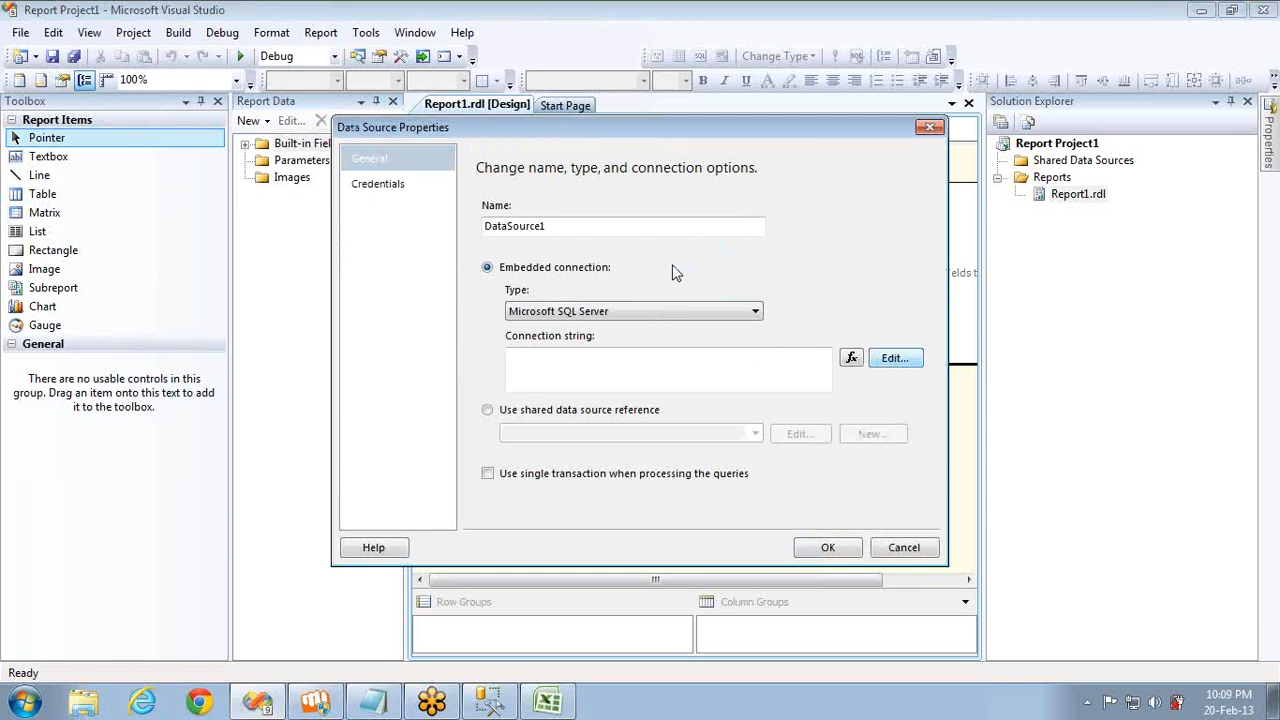 Report Project1 - Microsoft Visual Studio
File Edit View Project Build Debug Format Report Tools Window Help
Debug
Change Type
100%
B I U A
Toolbox
Report Items
Pointer
Textbox
Line
Table
Matrix
List
Rectangle
Image
Subreport
Chart
Gauge
General
There are no usable controls in this
group. Drag an item onto this text to add
it to the toolbox.
Report Data
New Edit...
Built-in Fiel
Parameters
Images
Report1.rdl [Design] Start Page
Data Source Properties
General
Credentials
Change name, type, and connection options.
Name:
DataSource1
Embedded connection:
Type:
Microsoft SQL Server
Connection string:
fx
Edit...
Use shared data source reference
Edit... New...
Use single transaction when processing the queries
Help OK Cancel
Row Groups Column Groups
Solution Explorer
Report Project1
Shared Data Sources
Reports
Report1.rdl
Properties
Ready
10:09 PM
20-Feb-13